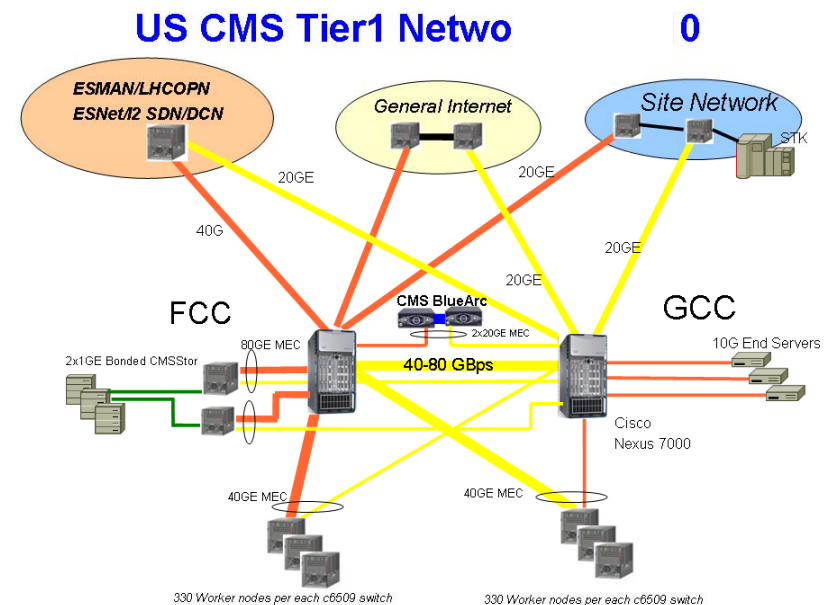 US CMS Tier1 Netwo 0
ESMAN/LHCOPN
ESNet/I2 SDN/DCN
General Internet
Site Network
STK
20GE
20GE
40G
20GE
20GE
FCC
CMS BlueArc
GCC
2x20GE MEC
80GE MEC
10G End Servers
2x1GE Bonded CMSStor
40-80 GBps
Cisco
Nexus 7000
40GE MEC
40GE MEC
330 Worker nodes per each c6509 switch
330 Worker nodes per each c6509 switch